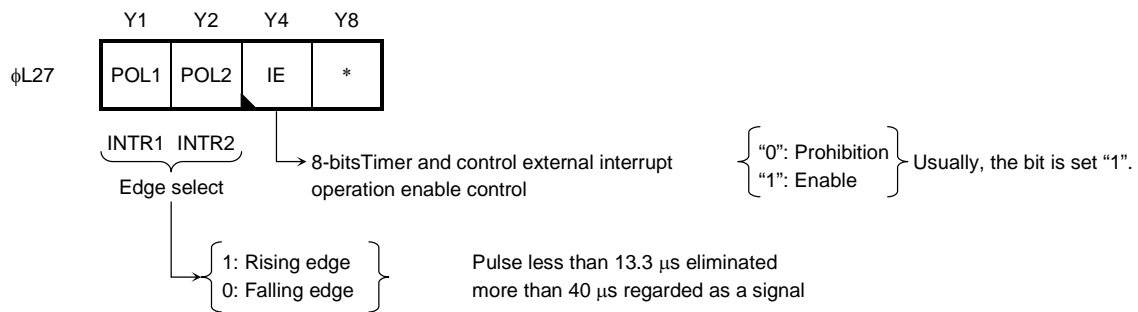 Y1 Y2 Y4 Y8
ϕL27 POL1 POL2 IE *
INTR1 INTR2
Edge select
8-bitsTimer and control external interrupt
operation enable control
“0”: Prohibition
“1”: Enable
Usually, the bit is set “1”.
1: Rising edge
0: Falling edge
Pulse less than 13.3 μs eliminated
more than 40 μs regarded as a signal